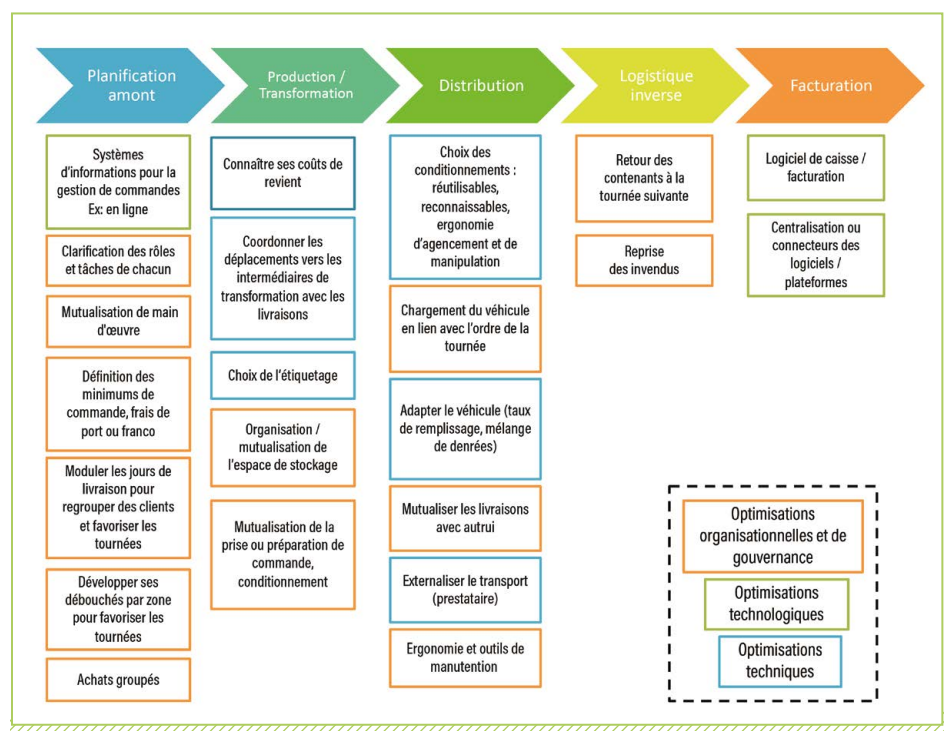 Planification
amont
Production /
Transformation
Distribution
Logistique
inverse
Facturation
Systèmes
d'informations pour la
gestion de commandes
Ex: en ligne
Clarification des rôles
et tâches de chacun
Mutualisation de main
d'œuvre
Définition des
minimums de
commande, frais de
port ou franco
Moduler les jours de
livraison pour
regrouper des clients
et favoriser les
tournées
Développer ses
débouchés par zone
pour favoriser les
tournées
Achats groupés
Connaître ses coûts de
revient
Coordonner les
déplacements vers les
intermédiaires de
transformation avec les
livraisons
Choix de l'étiquetage
Organisation /
mutualisation de
l'espace de stockage
Mutualisation de la
prise ou préparation de
commande,
conditionnement
Choix des
conditionnements :
réutilisables,
reconnaissables,
ergonomie
d'agencement et de
manipulation
Chargement du véhicule
en lien avec l'ordre de la
tournée
Adapter le véhicule (taux
de remplissage, mélange
de denrées)
Mutualiser les livraisons
avec autrui
Externaliser le transport
(prestataire)
Ergonomie et outils de
manutention
Retour des
contenants à la
tournée suivante
Reprise
des invendus
Logiciel de caisse /
facturation
Centralisation ou
connecteurs des
logiciels /
plateformes
Optimisations
organisationnelles et de
gouvernance
Optimisations
technologiques
Optimisations
techniques